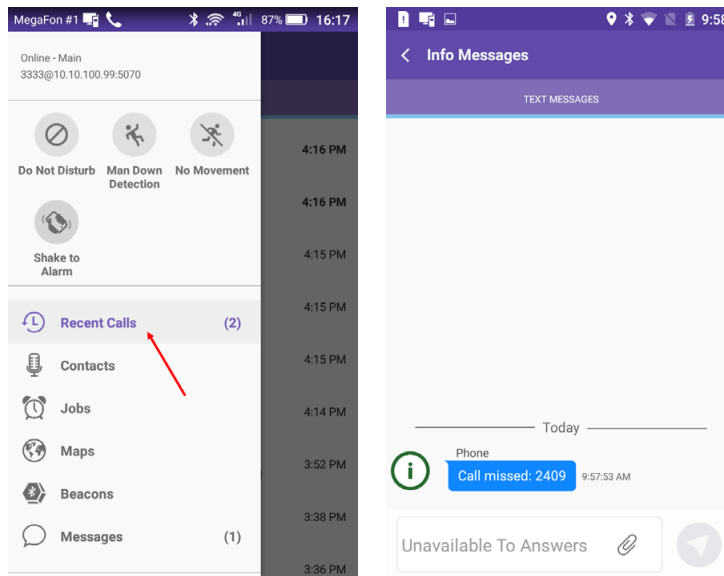 MegaFon #1 4G 87% 16:17
Online - Main
3333@10.10.100.99:5070
Do Not Disturb Man Down Detection No Movement
Shake to Alarm
Recent Calls (2)
Contacts
Jobs
Maps
Beacons
Messages (1)
4:16 PM
4:16 PM
4:15 PM
4:15 PM
4:15 PM
4:14 PM
3:52 PM
3:38 PM
3:36 PM
9:58
Info Messages
TEXT MESSAGES
Today
Phone
Call missed: 2409 9:57:53 AM
Unavailable To Answers